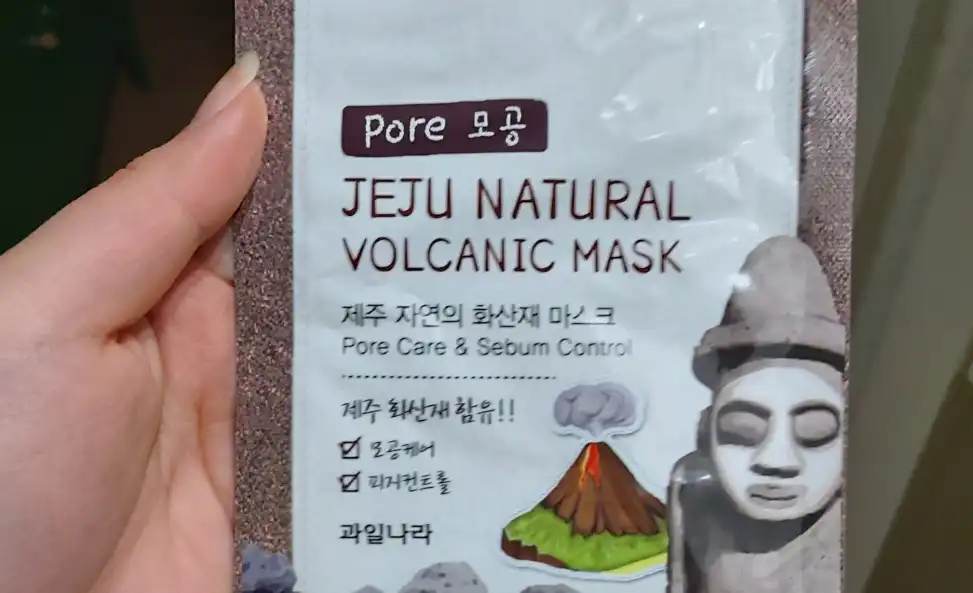 Pore 모공
JEJU NATURAL
VOLCANIC MASK
제주 자연의 화산재 마스크
Pore Care & Sebum Control
제주 화산재 함유!!
모공케어
피지컨트롤
과일나라